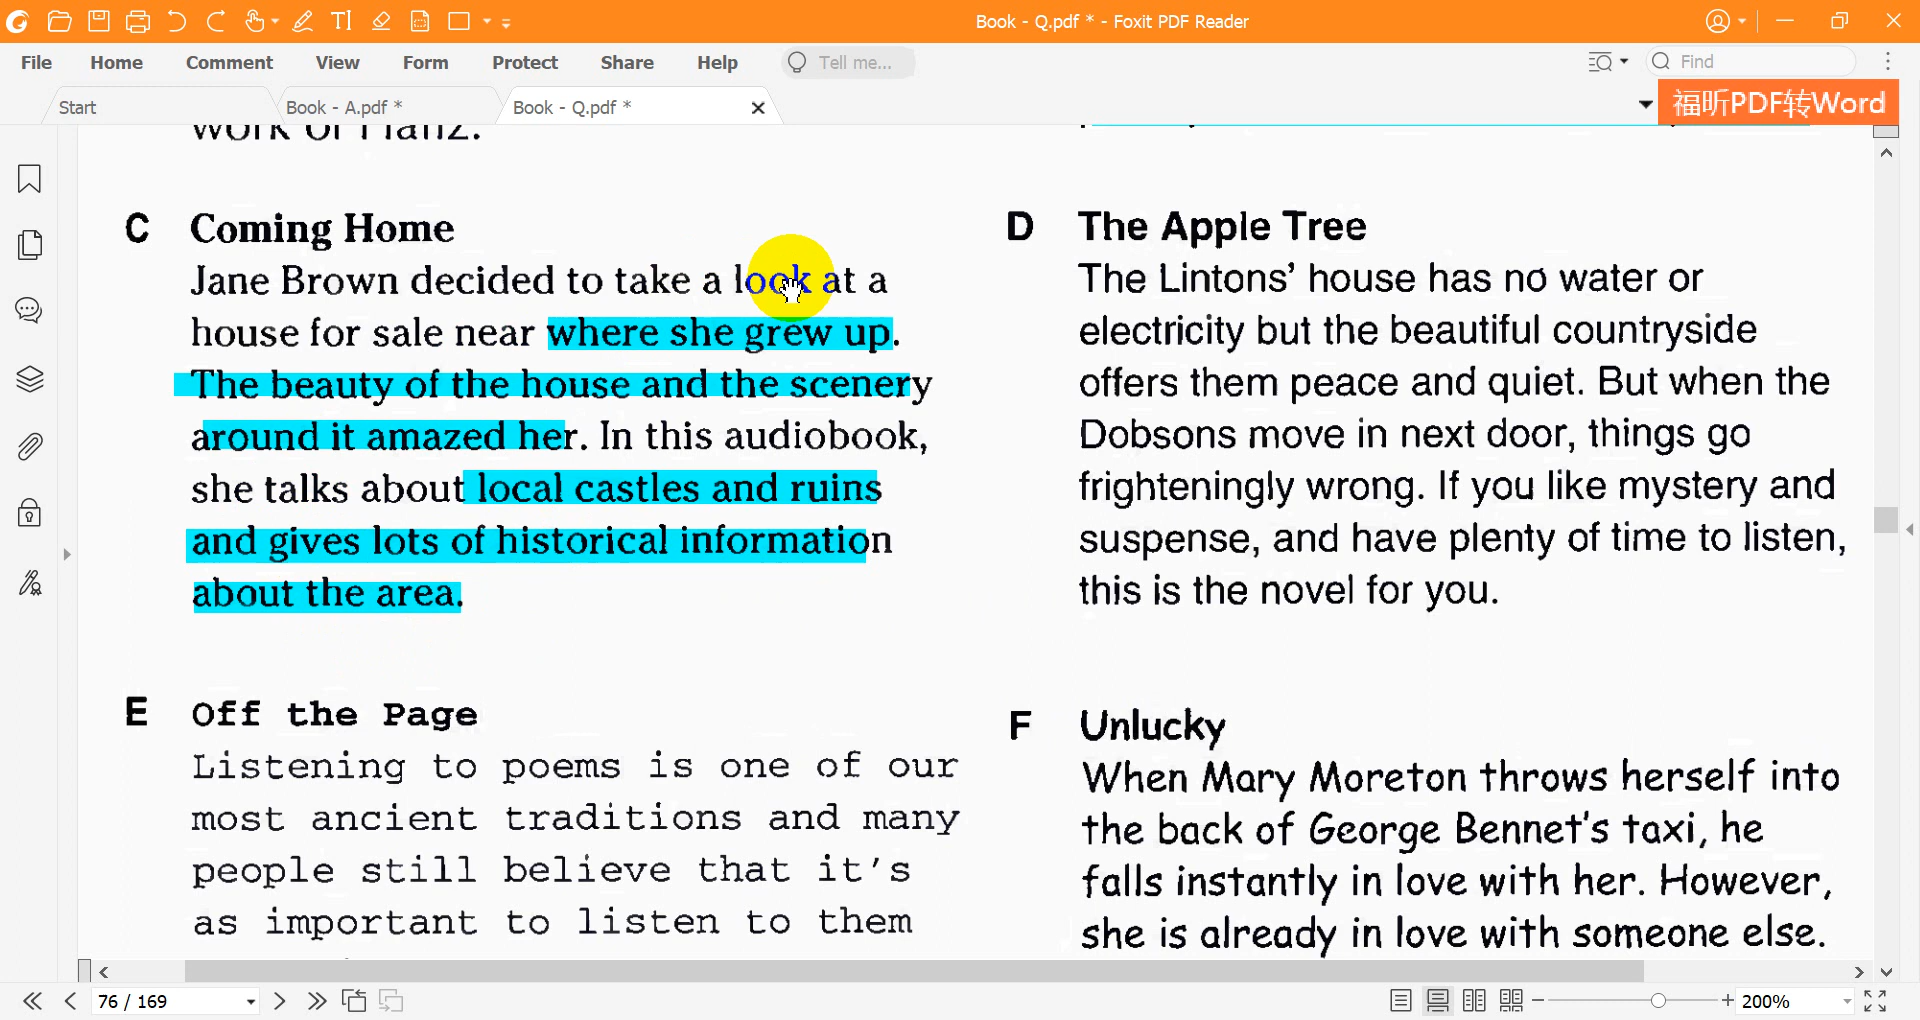 Book - Q.pdf * - Foxit PDF Reader
File Home Comment View Form Protect Share Help Tell me... Find
Start Book - A.pdf * Book - Q.pdf * 福昕PDF转Word
work of Franz.
C Coming Home
Jane Brown decided to take a look at a
house for sale near where she grew up.
The beauty of the house and the scenery
around it amazed her. In this audiobook,
she talks about local castles and ruins
and gives lots of historical information
about the area.
D The Apple Tree
The Lintons' house has no water or
electricity but the beautiful countryside
offers them peace and quiet. But when the
Dobsons move in next door, things go
frighteningly wrong. If you like mystery and
suspense, and have plenty of time to listen,
this is the novel for you.
E Off the Page
Listening to poems is one of our
most ancient traditions and many
people still believe that it's
as important to listen to them
F Unlucky
When Mary Moreton throws herself into
the back of George Bennet's taxi, he
falls instantly in love with her. However,
she is already in love with someone else.
76 / 169 200%